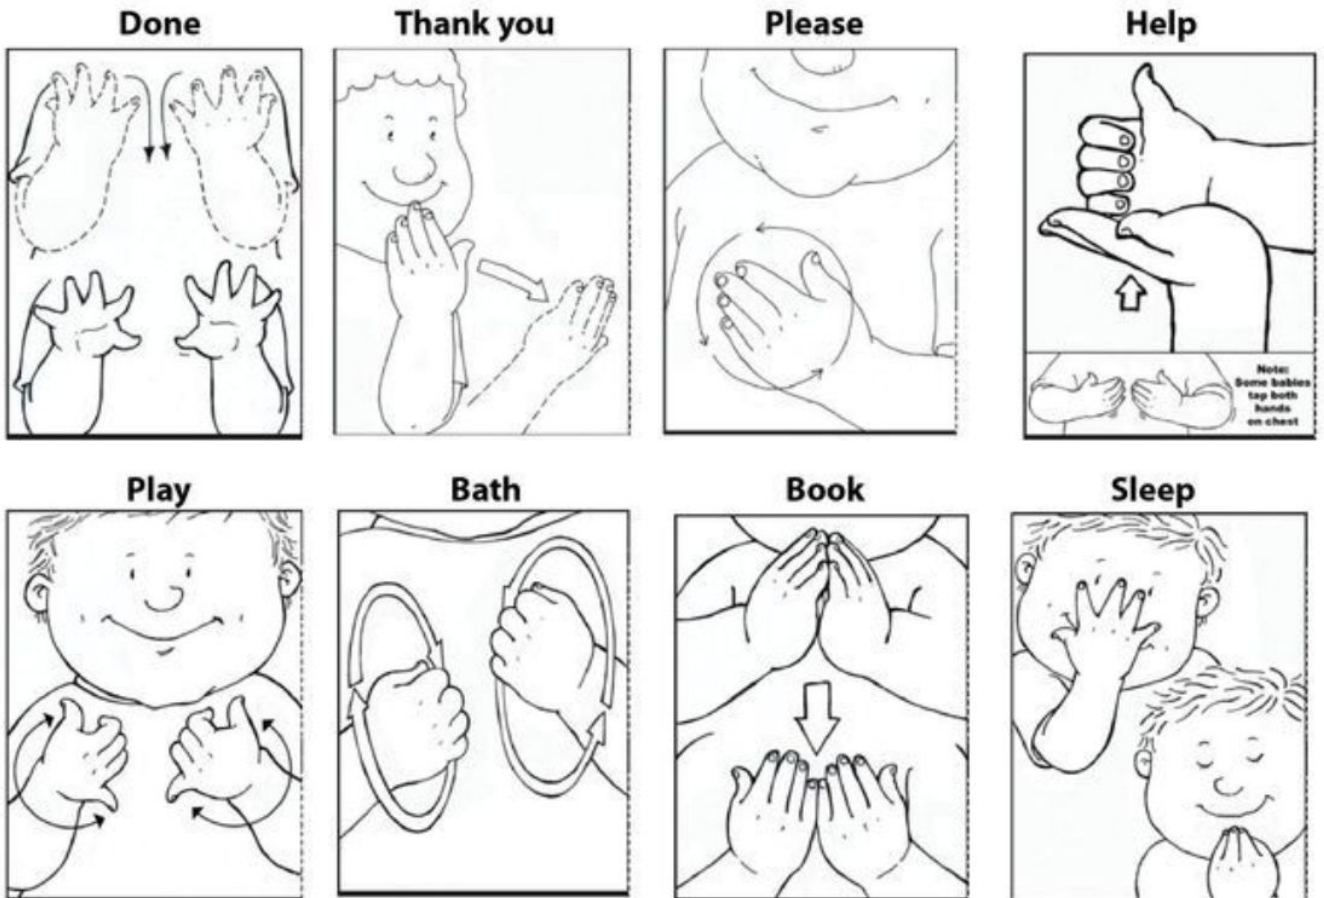 Done
Thank you
Please
Help
Note:
Some babies
tap both
hands
on chest
Play
Bath
Book
Sleep